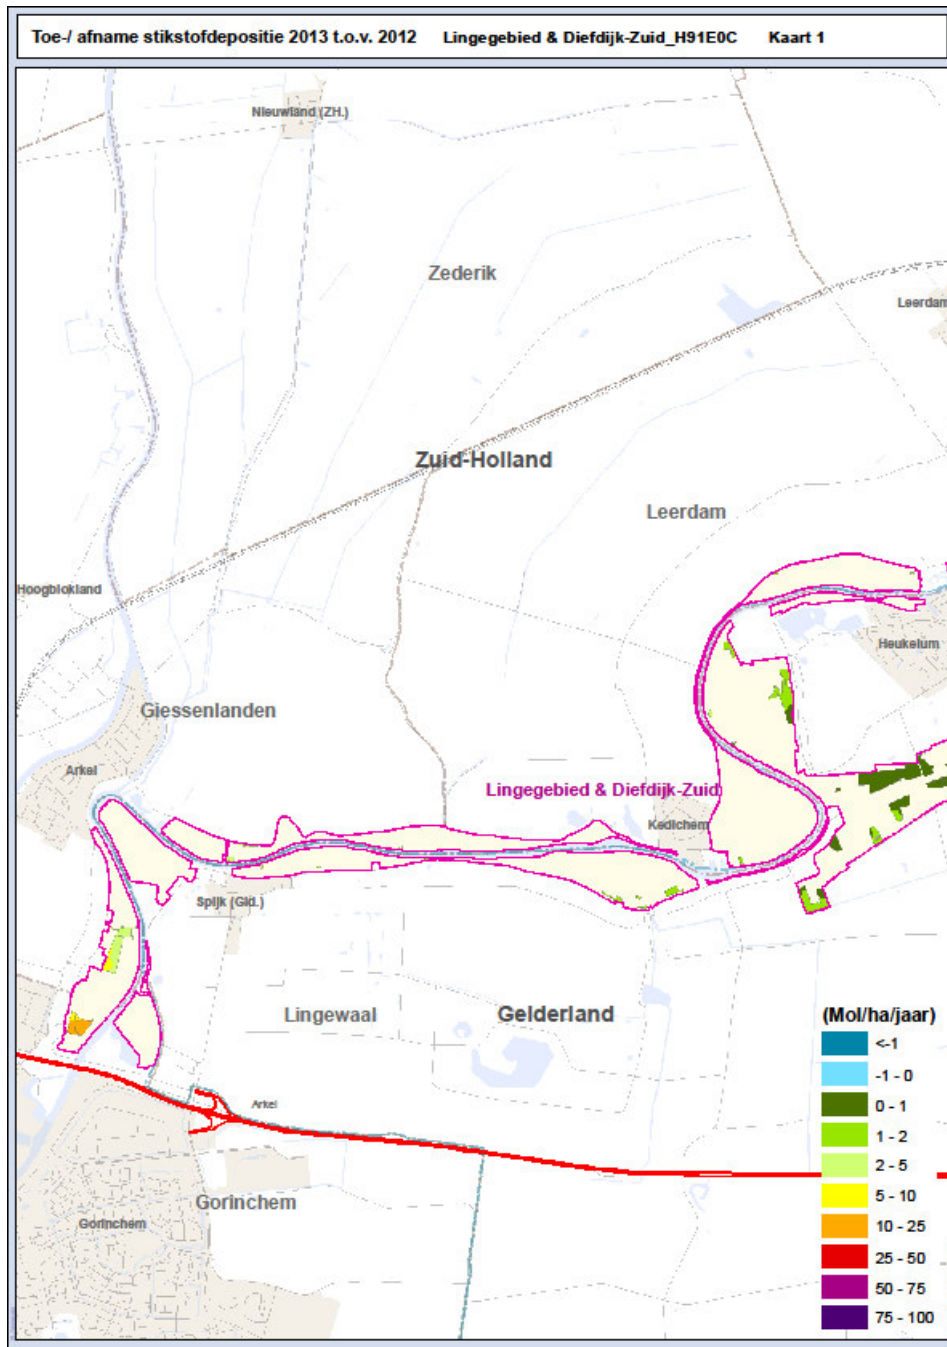 Toe-/ afname stikstofdepositie 2013 t.o.v. 2012 Lingegebied & Diefdijk-Zuid_H91E0C Kaart 1
Nieuwland (ZH.)
Zederik
Leerdam
Zuid-Holland
Leerdam
Hoogblokland
Heukelum
Giessenlanden
Arkel
Lingegebied & Diefdijk-Zuid
Kedichem
Spijk (Gld.)
Lingewaal
Gelderland
(Mol/ha/jaar)
<-1
-1 - 0
0 - 1
1 - 2
2 - 5
5 - 10
10 - 25
25 - 50
50 - 75
75 - 100
Arkel
Gorinchem
Gorinchem